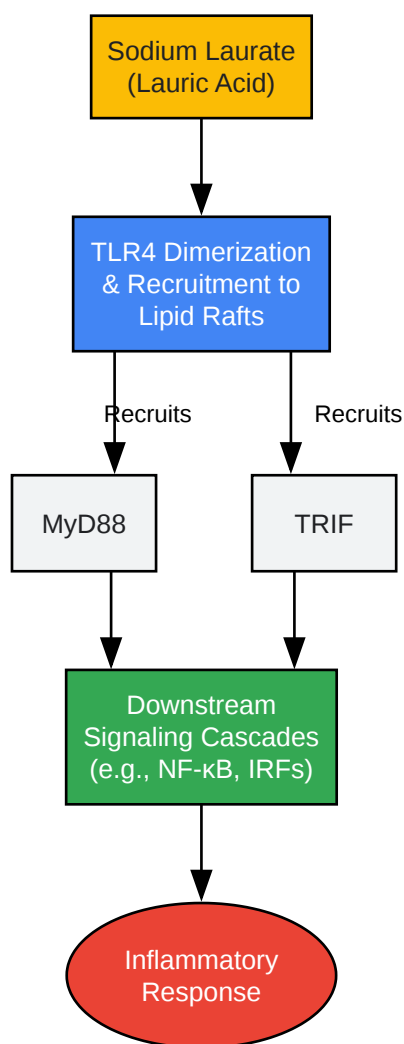 Sodium Laurate
(Lauric Acid)
TLR4 Dimerization
& Recruitment to
Lipid Rafts
Recruits
Recruits
MyD88
TRIF
Downstream
Signaling Cascades
(e.g., NF-κB, IRFs)
Inflammatory
Response